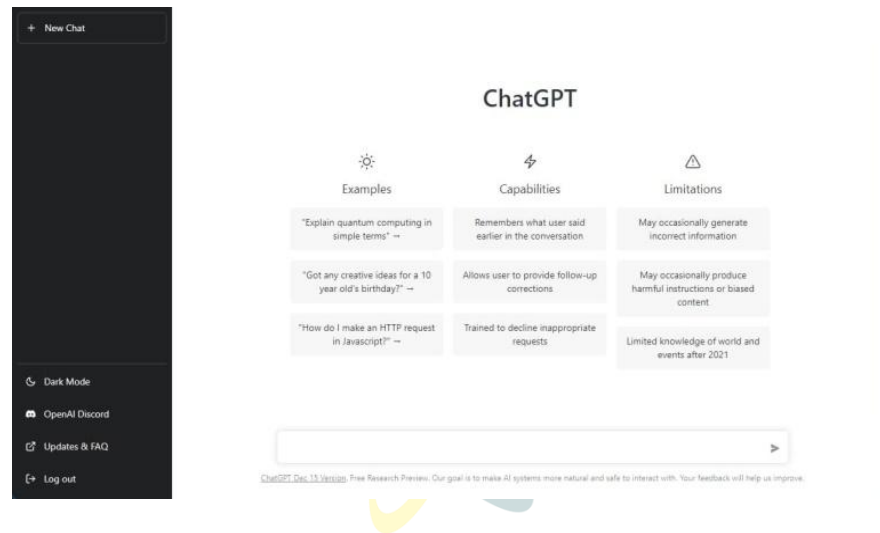 + New Chat
ChatGPT
Examples
"Explain quantum computing in
simple terms" →
"Got any creative ideas for a 10
year old's birthday?" →
"How do I make an HTTP request
in Javascript?" →
Capabilities
Remembers what user said
earlier in the conversation
Allows user to provide follow-up
corrections
Trained to decline inappropriate
requests
Limitations
May occasionally generate
incorrect information
May occasionally produce
harmful instructions or biased
content
Limited knowledge of world and
events after 2021
Dark Mode
OpenAI Discord
Updates & FAQ
Log out
ChatGPT Dec 15 Version. Free Research Preview. Our goal is to make AI systems more natural and safe to interact with. Your feedback will help us improve.